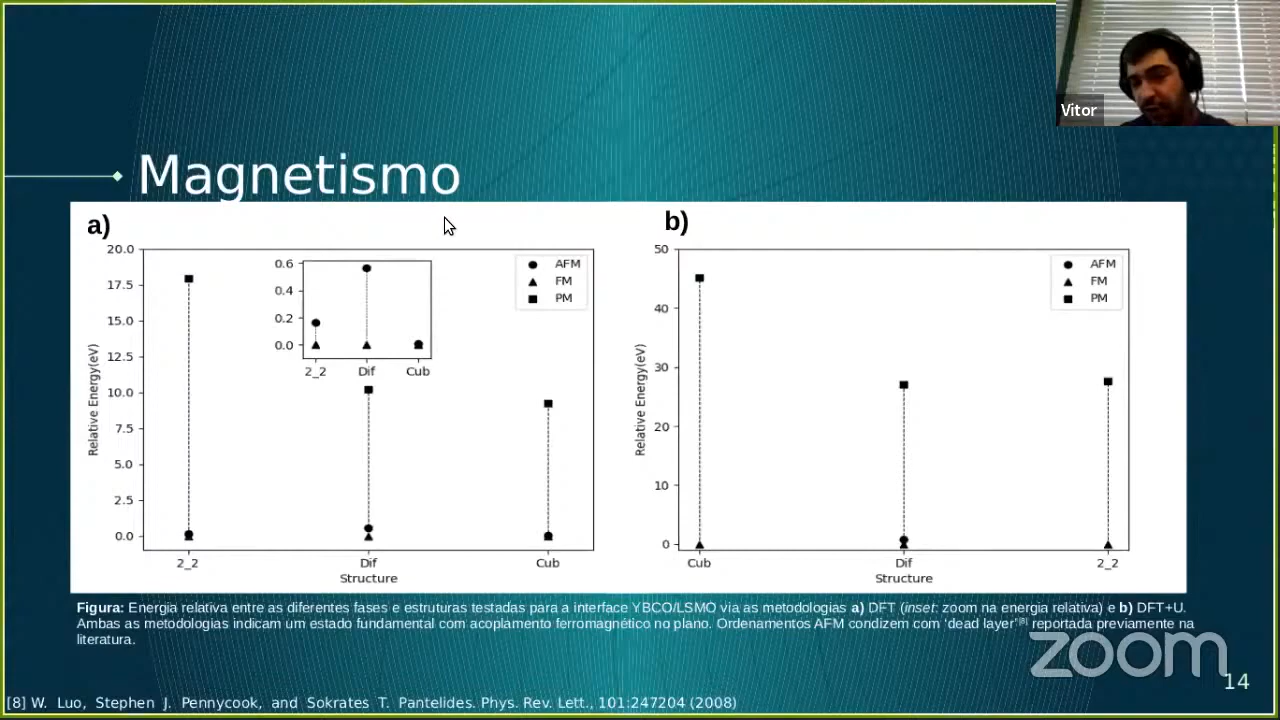 Vitor
Magnetismo
a)
b)
20.0
17.5
15.0
12.5
10.0
7.5
5.0
2.5
0.0
Relative Energy(eV)
0.6
0.4
0.2
0.0
2_2 Dif Cub
AFM
FM
PM
2_2 Dif Cub
Structure
50
40
30
20
10
0
Relative Energy(eV)
AFM
FM
PM
Cub Dif 2_2
Structure
Figura: Energia relativa entre as diferentes fases e estruturas testadas para a interface YBCO/LSMO via as metodologias a) DFT (inset: zoom na energia relativa) e b) DFT+U.
Ambas as metodologias indicam um estado fundamental com acoplamento ferromagnético no plano. Ordenamentos AFM condizem com 'dead layer'[8] reportada previamente na
literatura.
zoom
14
[8] W. Luo, Stephen J. Pennycook, and Sokrates T. Pantelides. Phys. Rev. Lett., 101:247204 (2008)